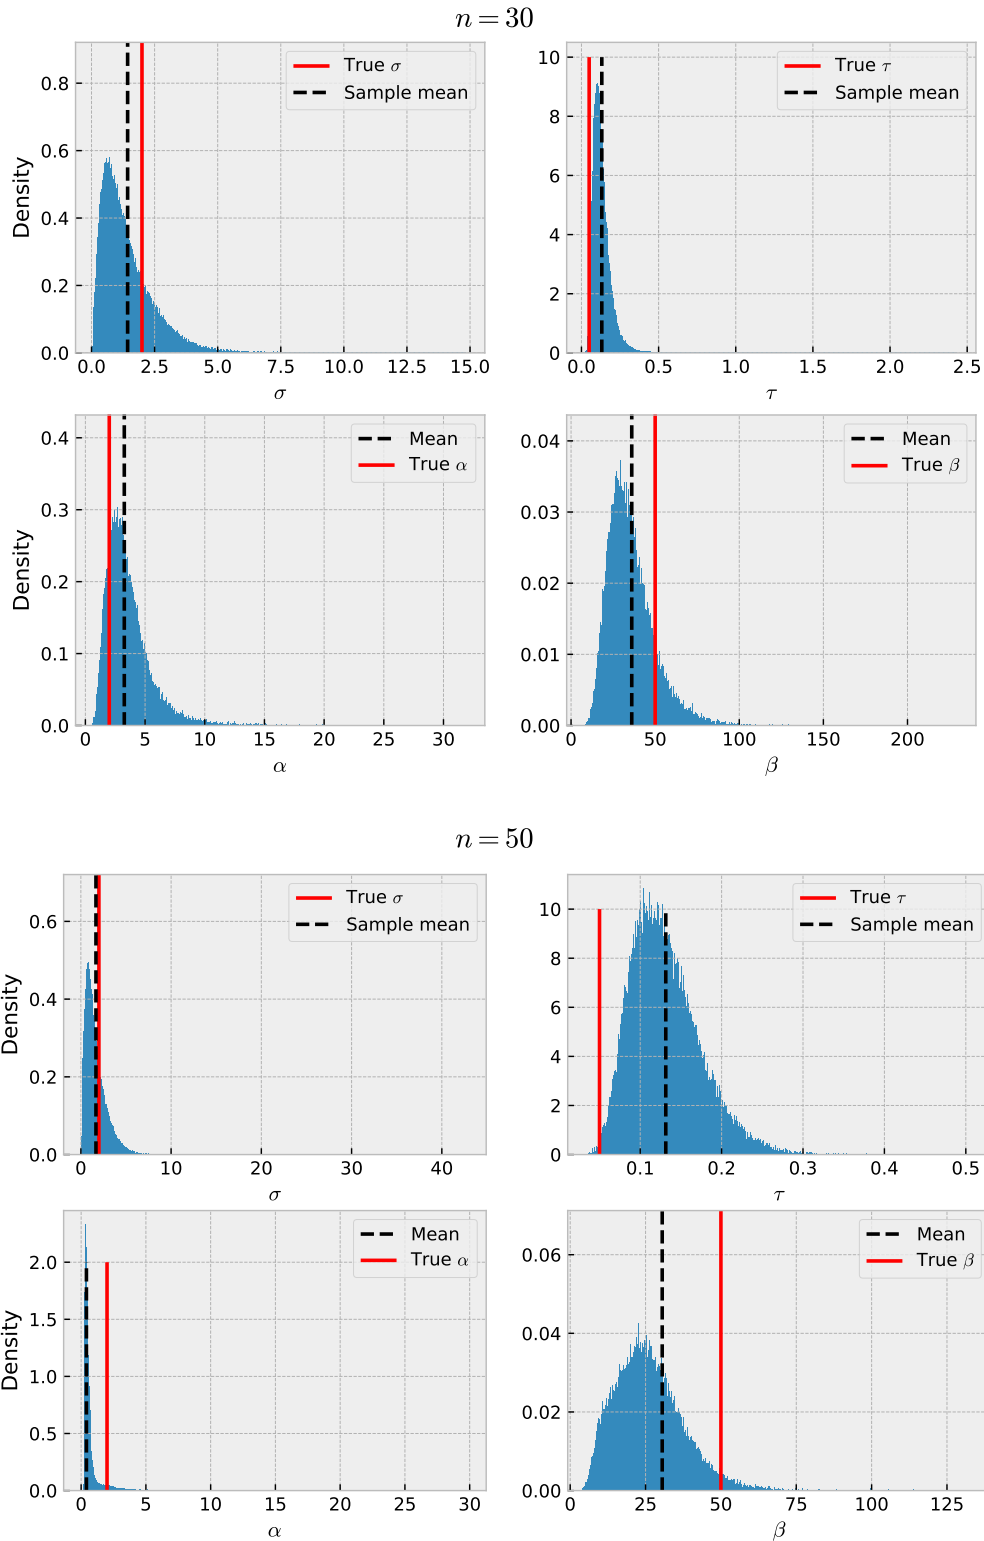 n = 30
True σ
Sample mean
Density
0.8
0.6
0.4
0.2
0.0
0.0 2.5 5.0 7.5 10.0 12.5 15.0
σ
True τ
Sample mean
10
8
6
4
2
0
0.0 0.5 1.0 1.5 2.0 2.5
τ
Mean
True α
Density
0.4
0.3
0.2
0.1
0.0
0 5 10 15 20 25 30
α
Mean
True β
0.04
0.03
0.02
0.01
0.00
0 50 100 150 200
β
n = 50
True σ
Sample mean
Density
0.6
0.4
0.2
0.0
0 10 20 30 40
σ
True τ
Sample mean
10
8
6
4
2
0
0.1 0.2 0.3 0.4 0.5
τ
Mean
True α
Density
2.0
1.5
1.0
0.5
0.0
0 5 10 15 20 25 30
α
Mean
True β
0.06
0.04
0.02
0.00
0 25 50 75 100 125
β